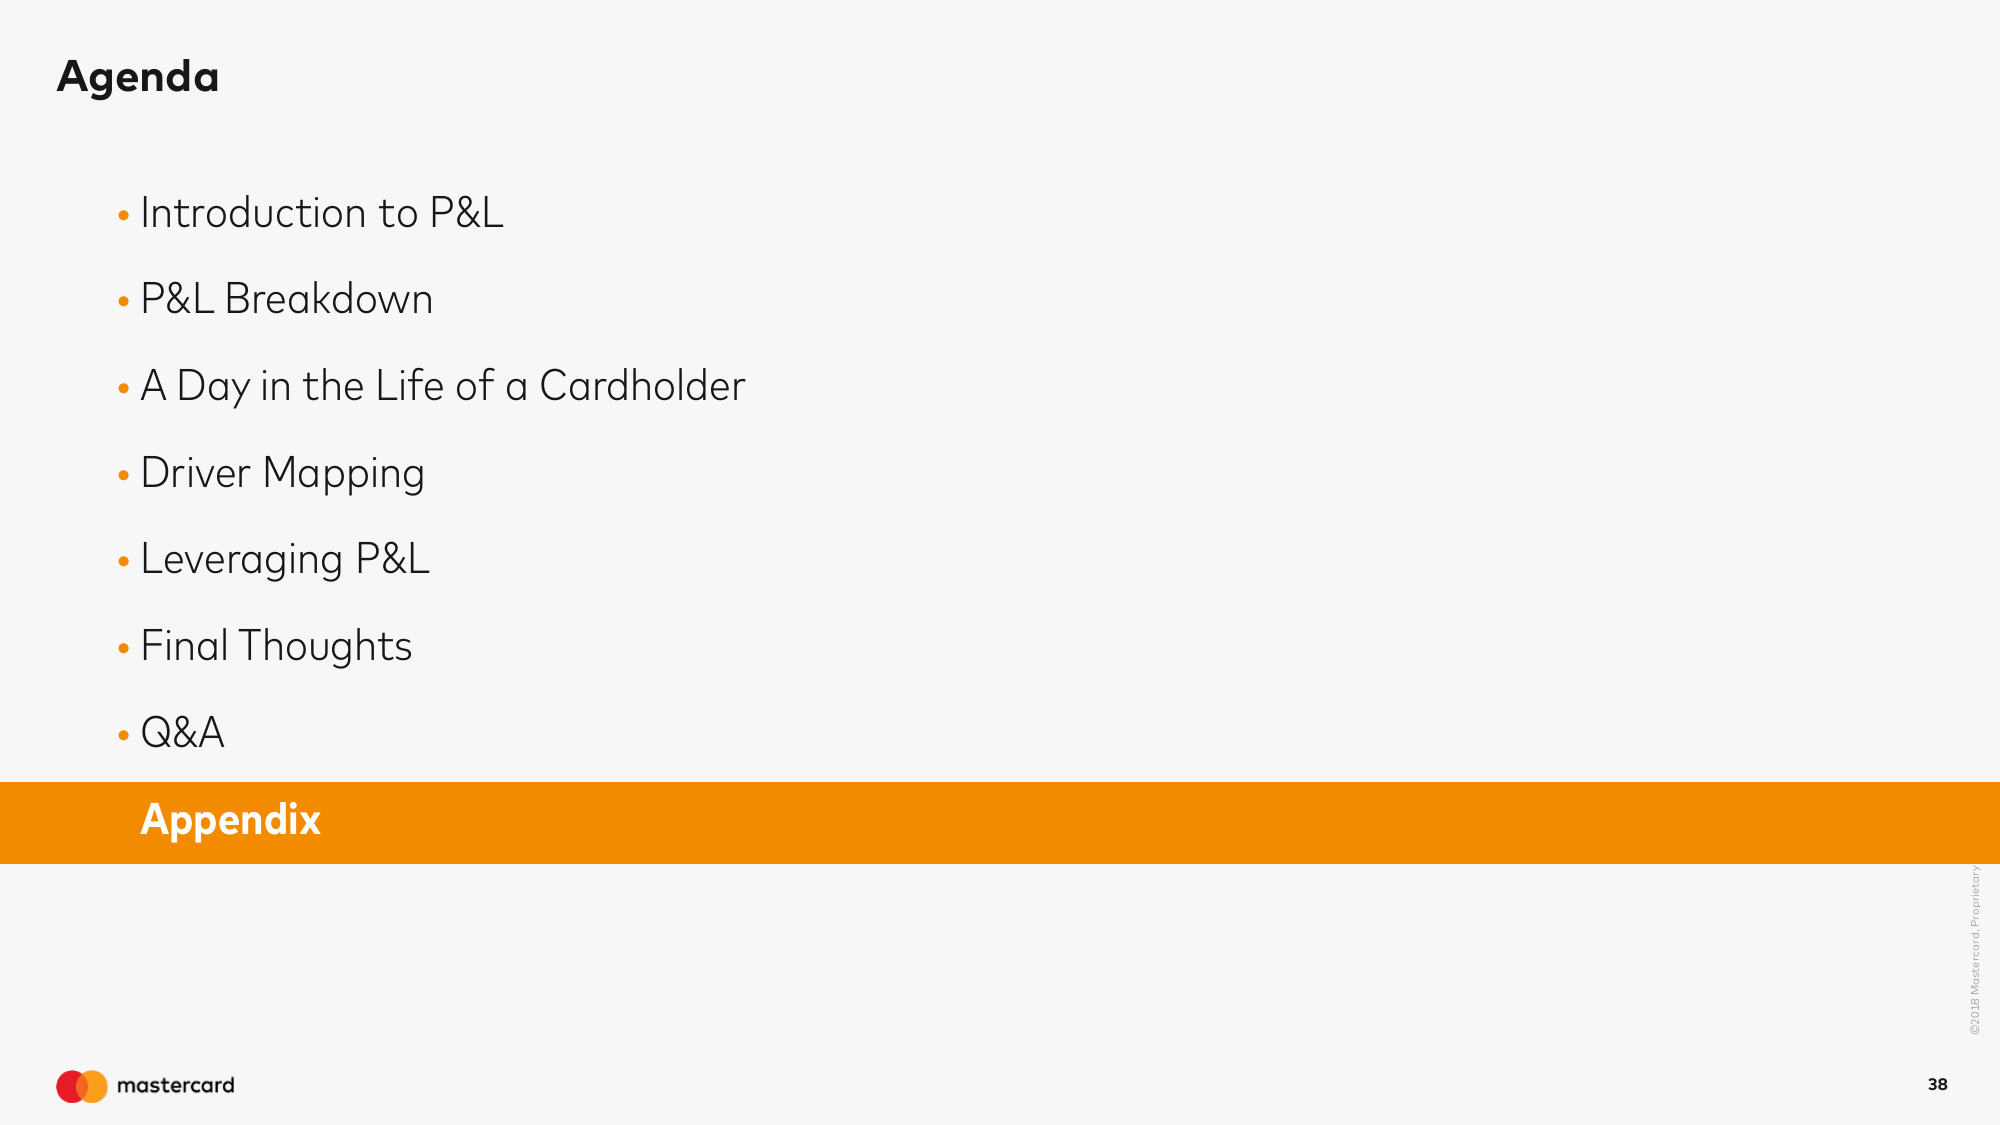 Agenda
• Introduction to P&L
• P&L Breakdown
• A Day in the Life of a Cardholder
• Driver Mapping
• Leveraging P&L
• Final Thoughts
• Q&A
Appendix
©2018 Mastercard. Proprietary
mastercard
38